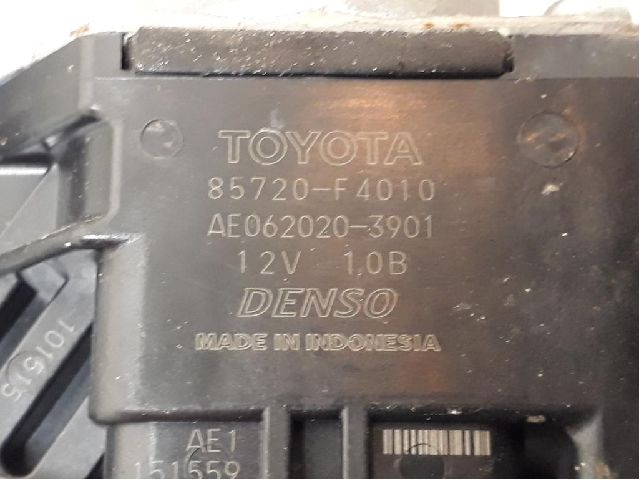 TOYOTA
85720-F4010
AE062020-3901
12V 1.0B
DENSO
MADE IN INDONESIA
101515
AE1
151559